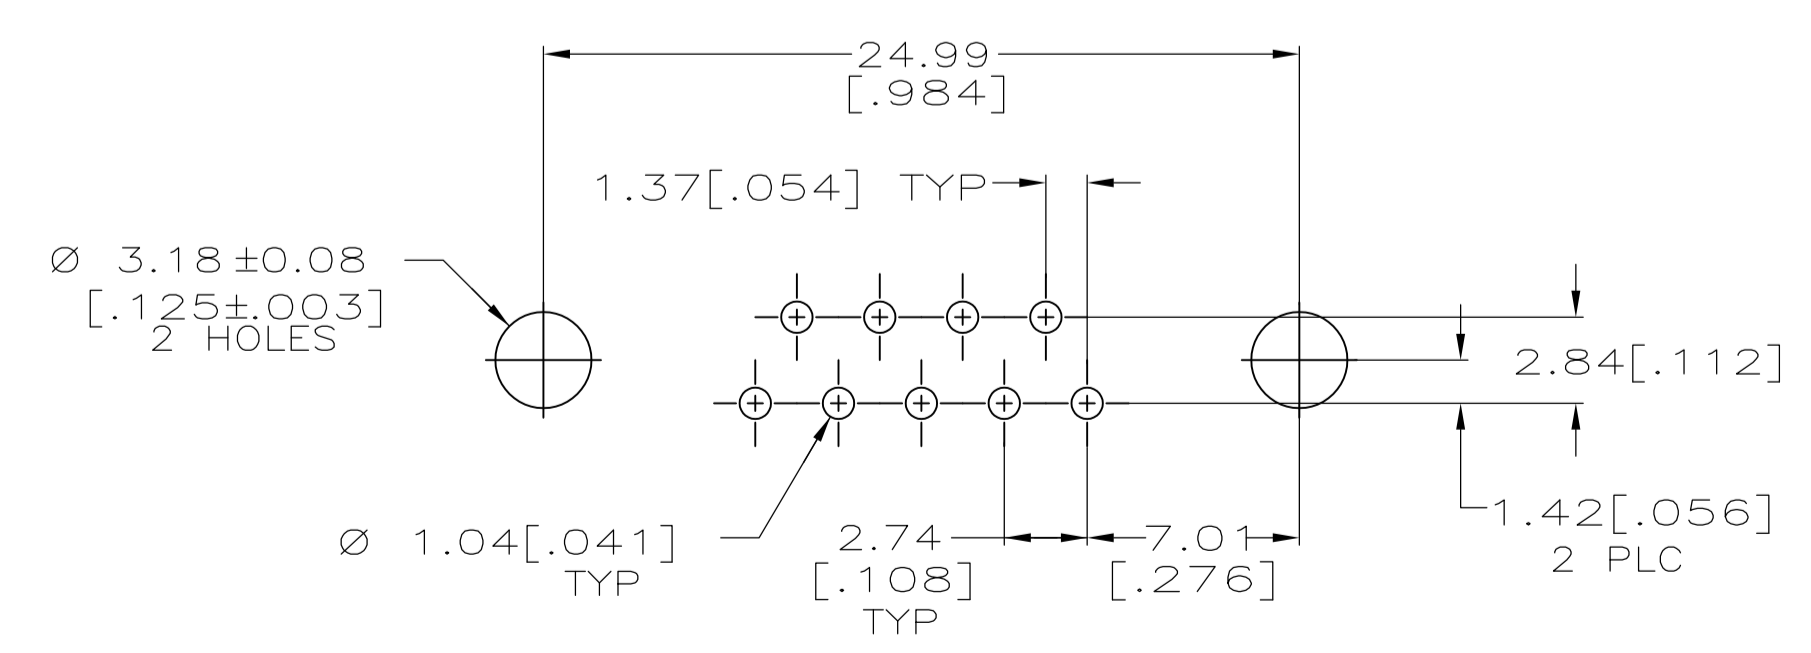 24.99
[.984]
1.37[.054] TYP
Ø 3.18±0.08
[.125±.003]
2 HOLES
2.84[.112]
1.42[.056]
2 PLC
Ø 1.04[.041]
TYP
2.74
[.108]
TYP
7.01
[.276]